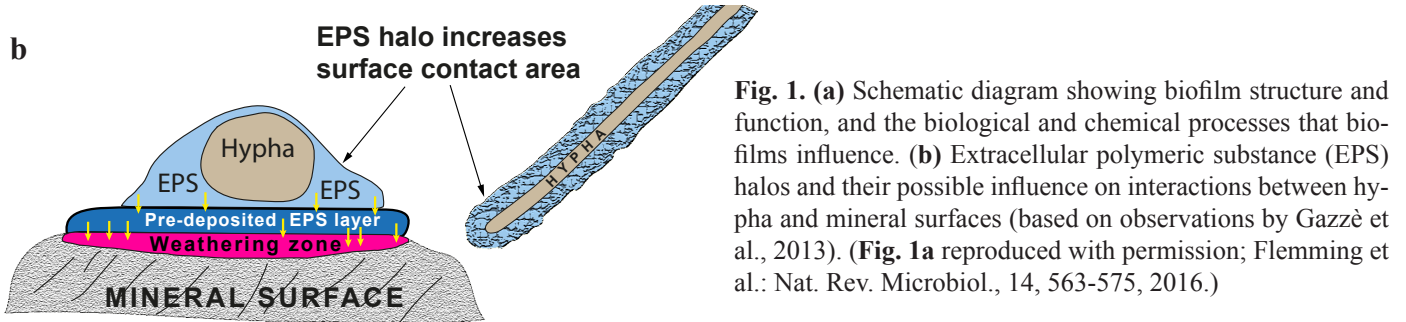 b
EPS halo increases
surface contact area
Hypha
EPS
EPS
Pre-deposited EPS layer
Weathering zone
MINERAL SURFACE
HYPHA
Fig. 1. (a) Schematic diagram showing biofilm structure and
function, and the biological and chemical processes that bio-
films influence. (b) Extracellular polymeric substance (EPS)
halos and their possible influence on interactions between hy-
pha and mineral surfaces (based on observations by Gazzè et
al., 2013). (Fig. 1a reproduced with permission; Flemming et
al.: Nat. Rev. Microbiol., 14, 563-575, 2016.)